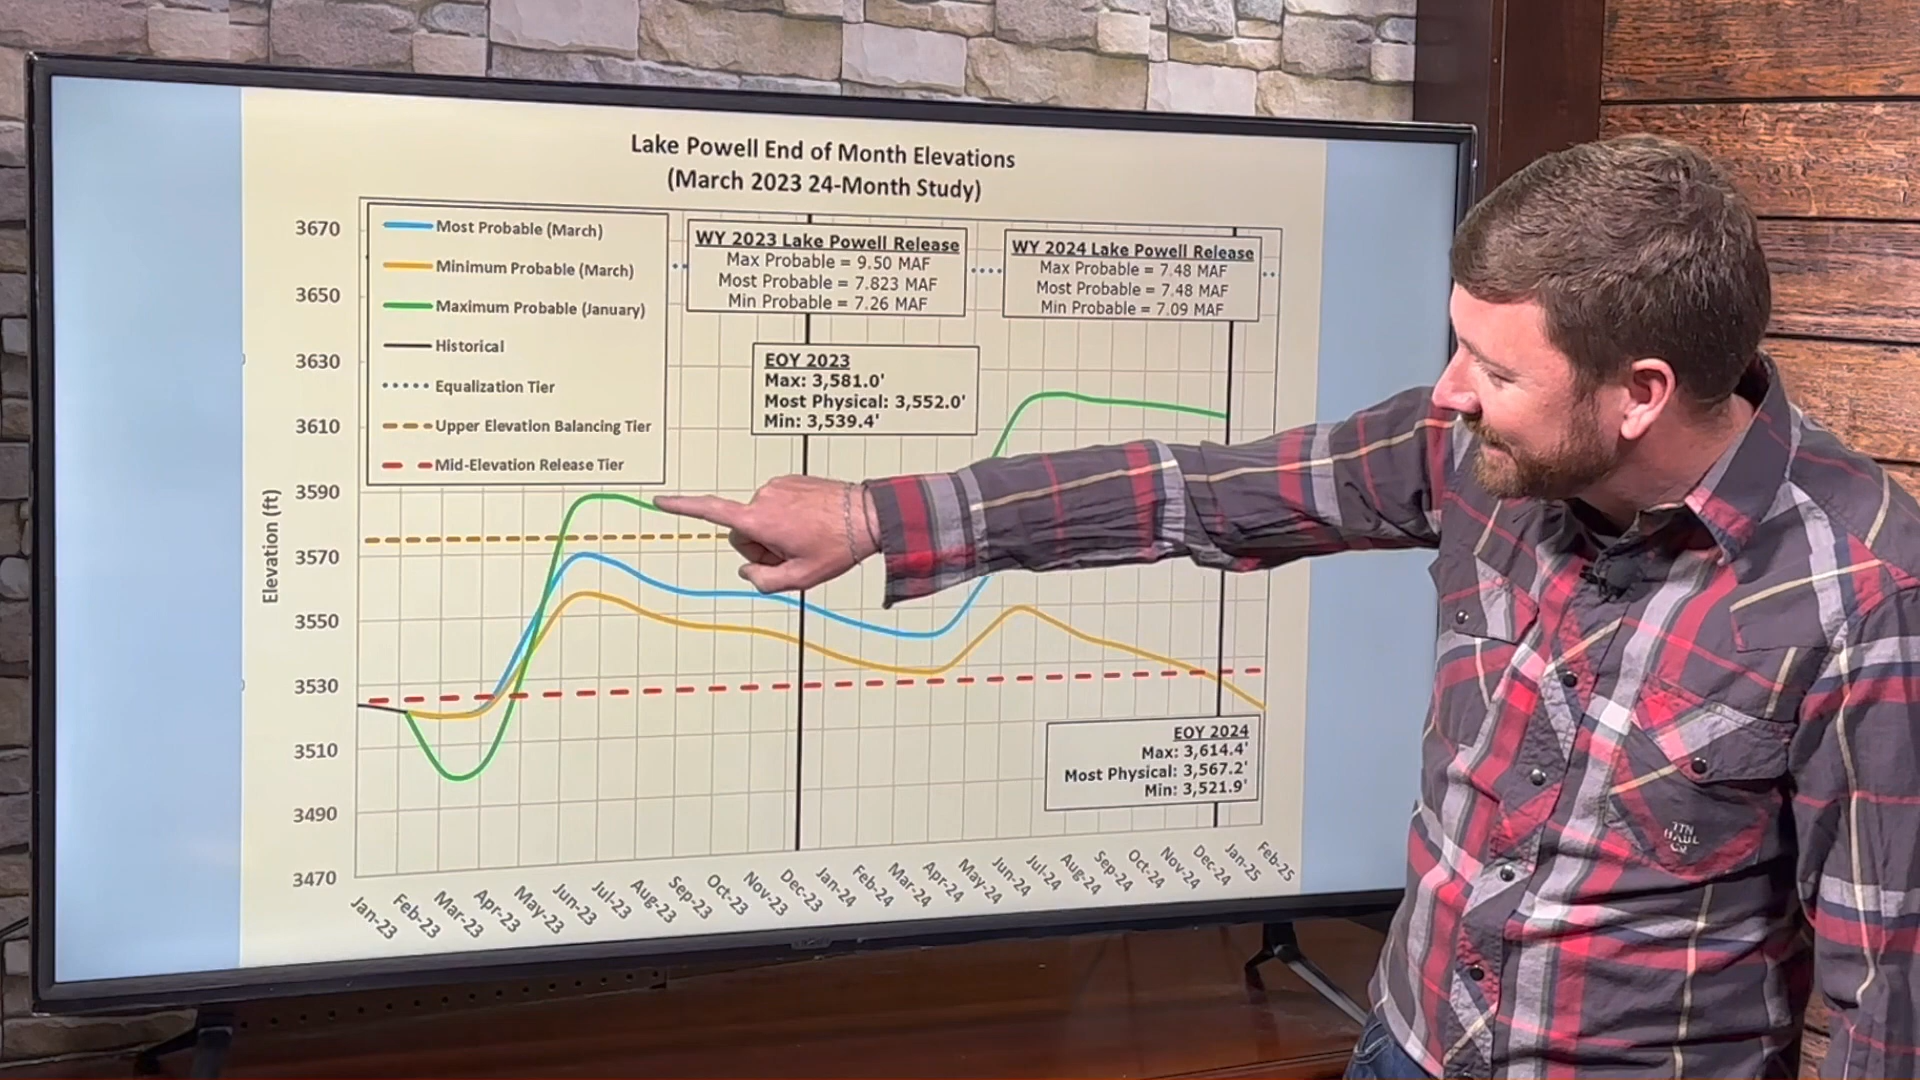 Lake Powell End of Month Elevations
(March 2023 24-Month Study)
Elevation (ft)
3670
3650
3630
3610
3590
3570
3550
3530
3510
3490
3470
Most Probable (March)
Minimum Probable (March)
Maximum Probable (January)
Historical
Equalization Tier
Upper Elevation Balancing Tier
Mid-Elevation Release Tier
WY 2023 Lake Powell Release
Max Probable = 9.50 MAF
Most Probable = 7.823 MAF
Min Probable = 7.26 MAF
WY 2024 Lake Powell Release
Max Probable = 7.48 MAF
Most Probable = 7.48 MAF
Min Probable = 7.09 MAF
EOY 2023
Max: 3,581.0'
Most Physical: 3,552.0'
Min: 3,539.4'
EOY 2024
Max: 3,614.4'
Most Physical: 3,567.2'
Min: 3,521.9'
Jan-23
Feb-23
Mar-23
Apr-23
May-23
Jun-23
Jul-23
Aug-23
Sep-23
Oct-23
Nov-23
Dec-23
Jan-24
Feb-24
Mar-24
Apr-24
May-24
Jun-24
Jul-24
Aug-24
Sep-24
Oct-24
Nov-24
Dec-24
Jan-25
Feb-25